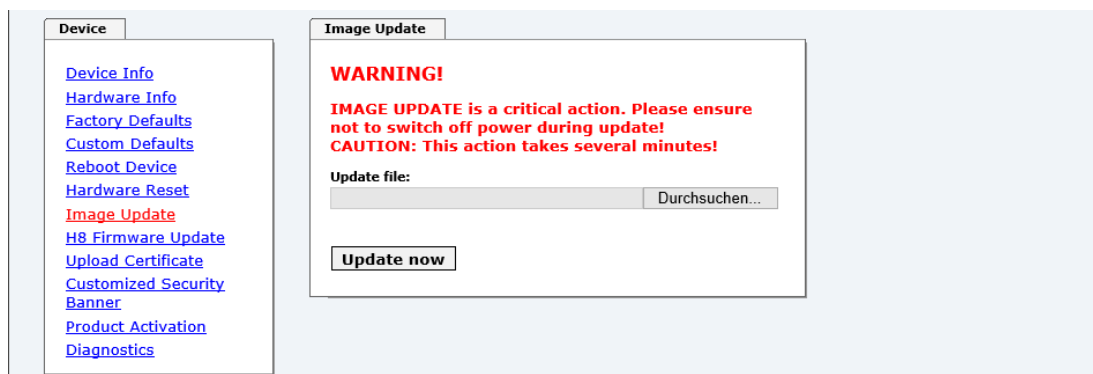 Device
Device Info
Hardware Info
Factory Defaults
Custom Defaults
Reboot Device
Hardware Reset
Image Update
H8 Firmware Update
Upload Certificate
Customized Security
Banner
Product Activation
Diagnostics
Image Update
WARNING!
IMAGE UPDATE is a critical action. Please ensure
not to switch off power during update!
CAUTION: This action takes several minutes!
Update file:
Durchsuchen...
Update now